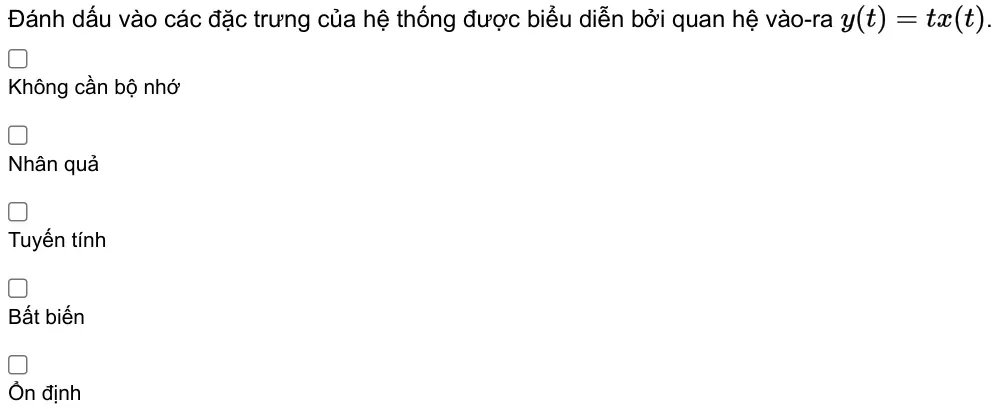 Đánh dấu vào các đặc trưng của hệ thống được biểu diễn bởi quan hệ vào-ra y(t) = tx(t).
Không cần bộ nhớ
Nhân quả
Tuyến tính
Bất biến
Ổn định